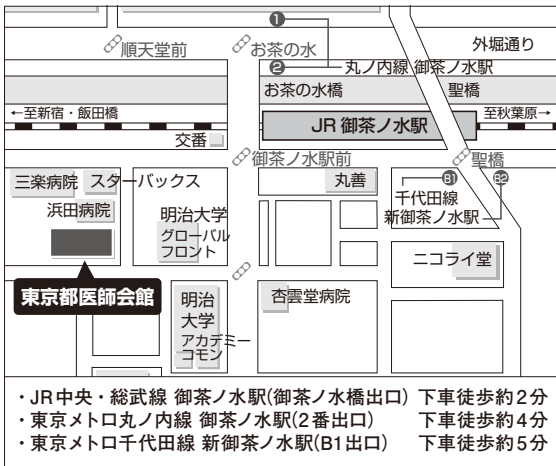 ❶
順天堂前
お茶の水
外堀通り
❷
丸ノ内線 御茶ノ水駅
お茶の水橋
聖橋
←至新宿・飯田橋
JR 御茶ノ水駅
至秋葉原→
交番
御茶ノ水駅前
聖橋
三楽病院
スターバックス
丸善
B1
B2
千代田線
新御茶ノ水駅
浜田病院
明治大学
グローバル
フロント
ニコライ堂
東京都医師会館
明治
大学
アカデミー
コモン
杏雲堂病院
・JR中央・総武線 御茶ノ水駅(御茶ノ水橋出口) 下車徒歩約2分
・東京メトロ丸ノ内線 御茶ノ水駅(2番出口) 下車徒歩約4分
・東京メトロ千代田線 新御茶ノ水駅(B1出口) 下車徒歩約5分